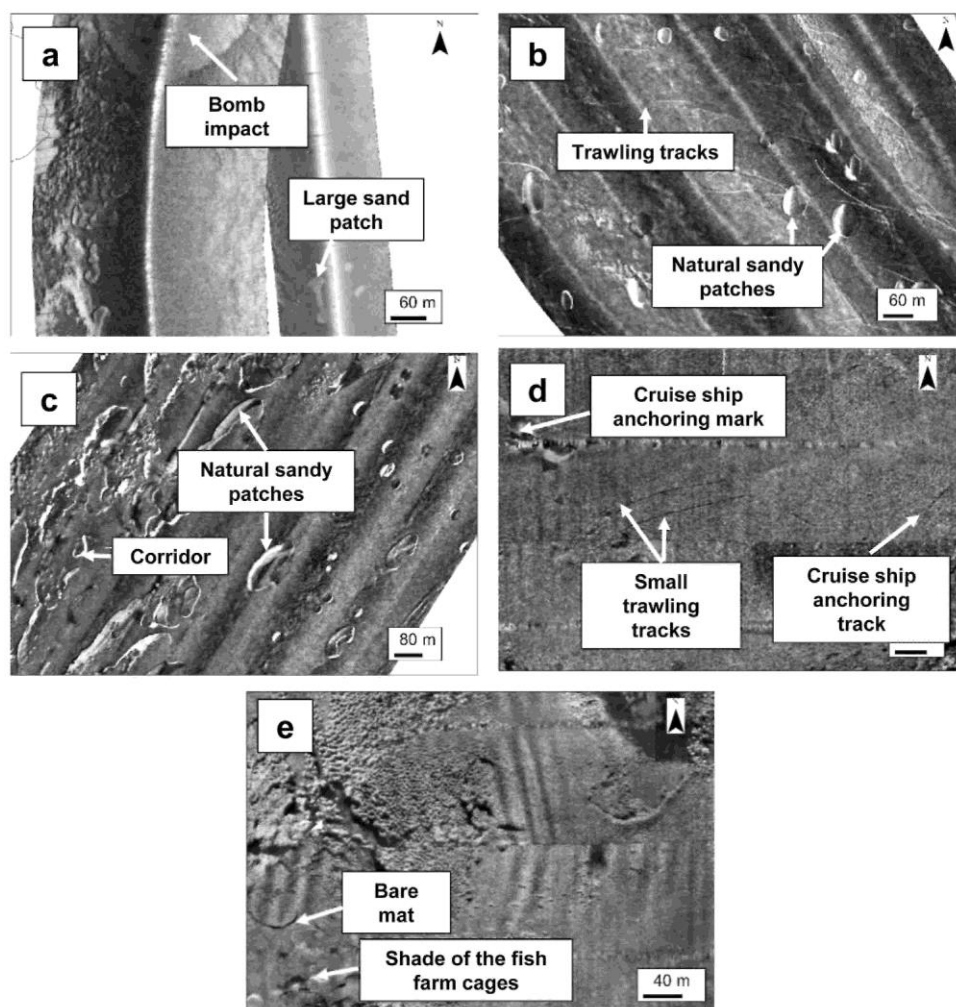 a
N
Bomb
impact
Large sand
patch
60 m
b
N
Trawling tracks
Natural sandy
patches
60 m
c
N
Natural sandy
patches
Corridor
80 m
d
N
Cruise ship
anchoring mark
Small
trawling
tracks
Cruise ship
anchoring
track
e
Bare
mat
Shade of the fish
farm cages
40 m